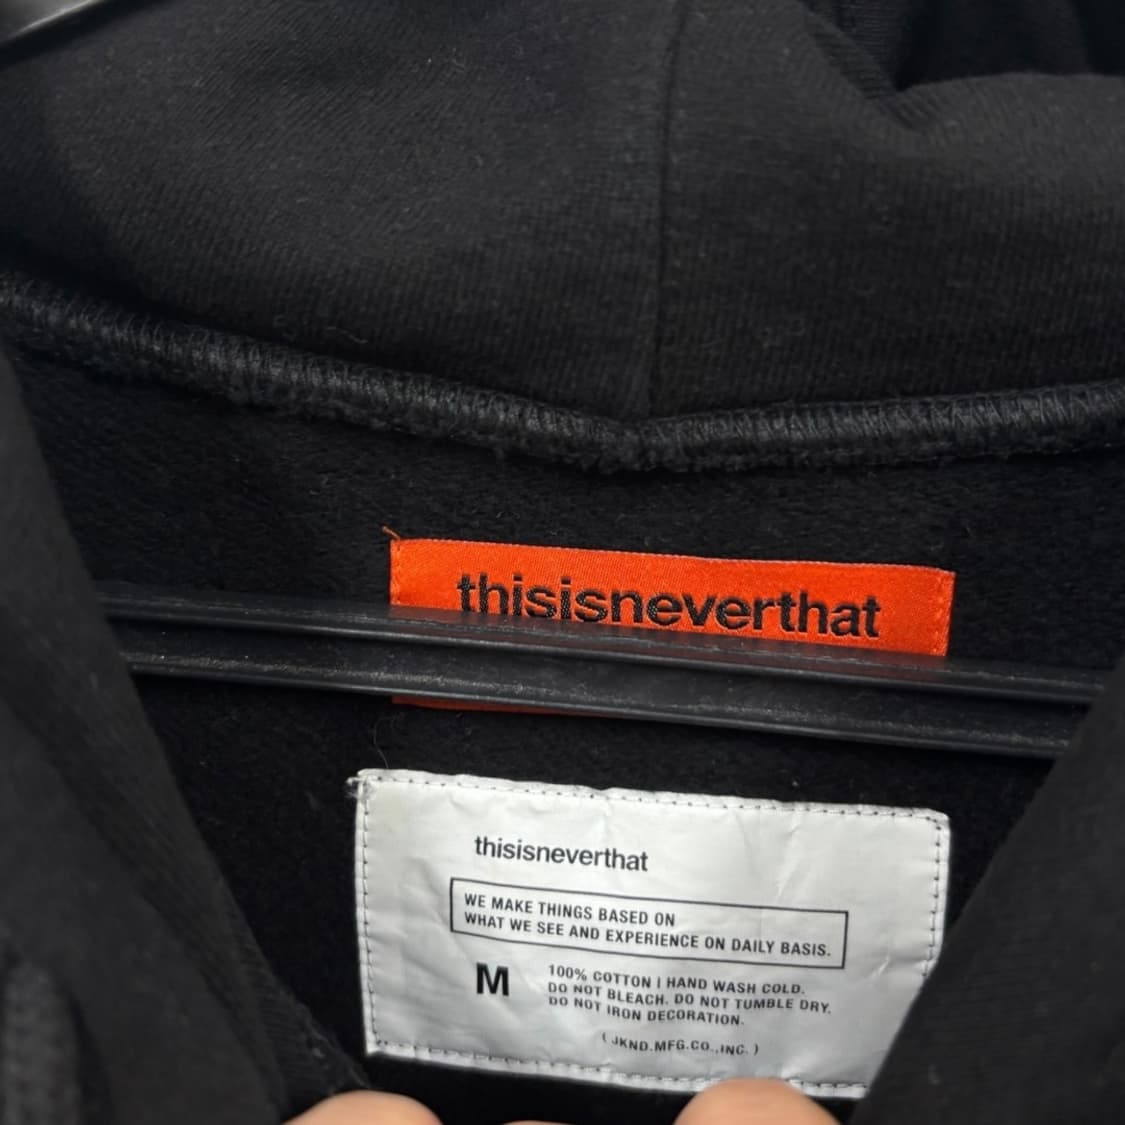 thisisneverthat
thisisneverthat
WE MAKE THINGS BASED ON
WHAT WE SEE AND EXPERIENCE ON DAILY BASIS.
M
100% COTTON | HAND WASH COLD.
DO NOT BLEACH. DO NOT TUMBLE DRY.
DO NOT IRON DECORATION.
( JKND.MFG.CO.,INC. )